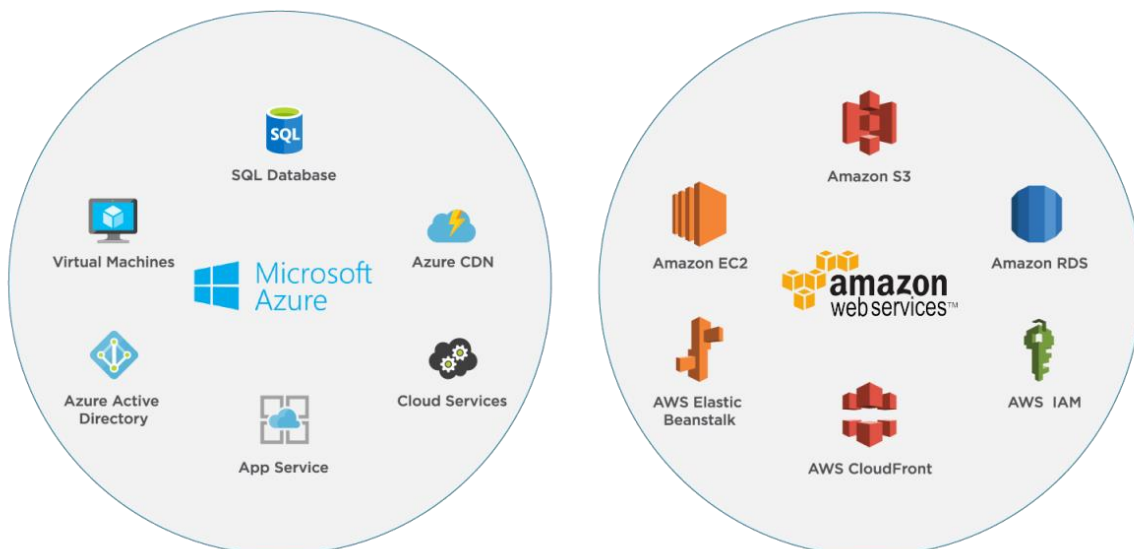 SQL
SQL Database
Virtual Machines
Azure CDN
Microsoft
Azure
Azure Active
Directory
Cloud Services
App Service
Amazon S3
Amazon EC2
Amazon RDS
amazon
web services™
AWS Elastic
Beanstalk
AWS IAM
AWS CloudFront